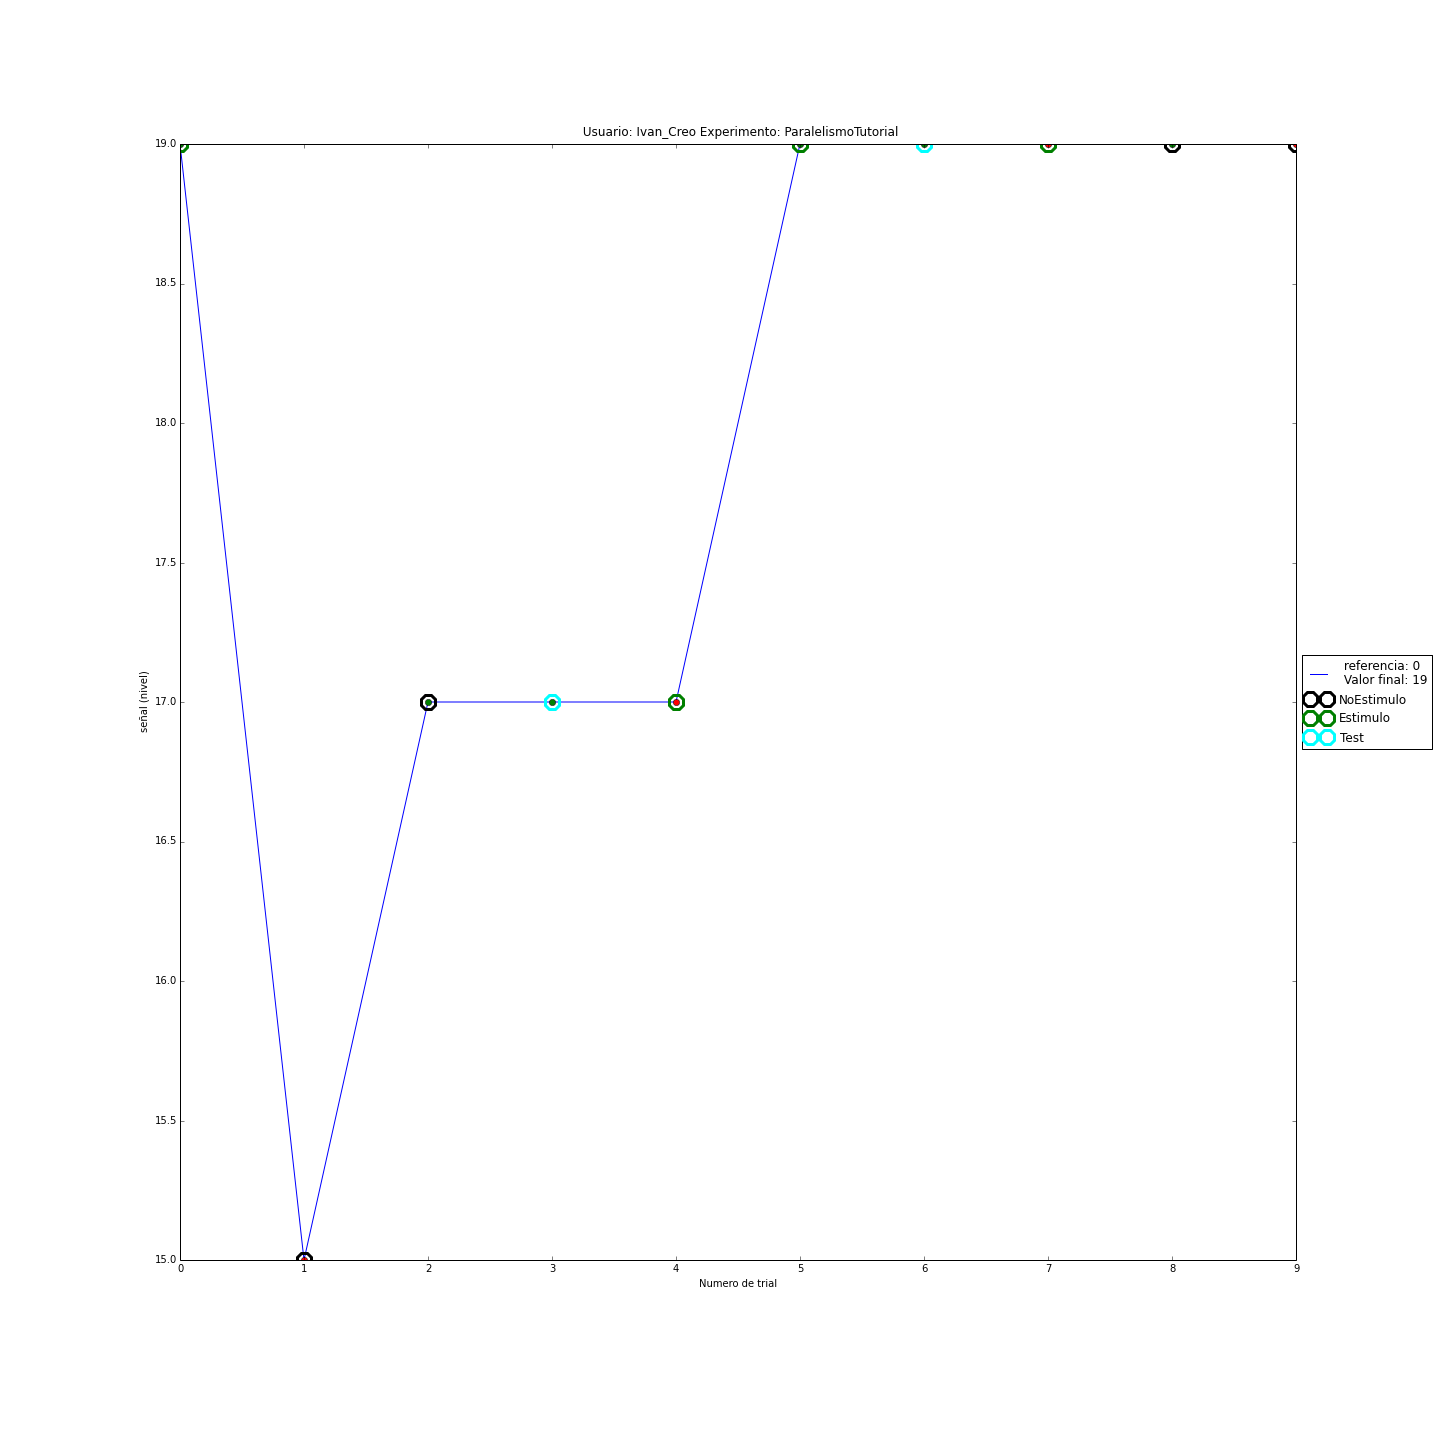 Usuario: Ivan_Creo Experimento: ParalelismoTutorial
19.0
18.5
18.0
17.5
17.0
16.5
16.0
15.5
15.0
señal (nivel)
0 1 2 3 4 5 6 7 8 9
Numero de trial
referencia: 0
Valor final: 19
NoEstimulo
Estimulo
Test